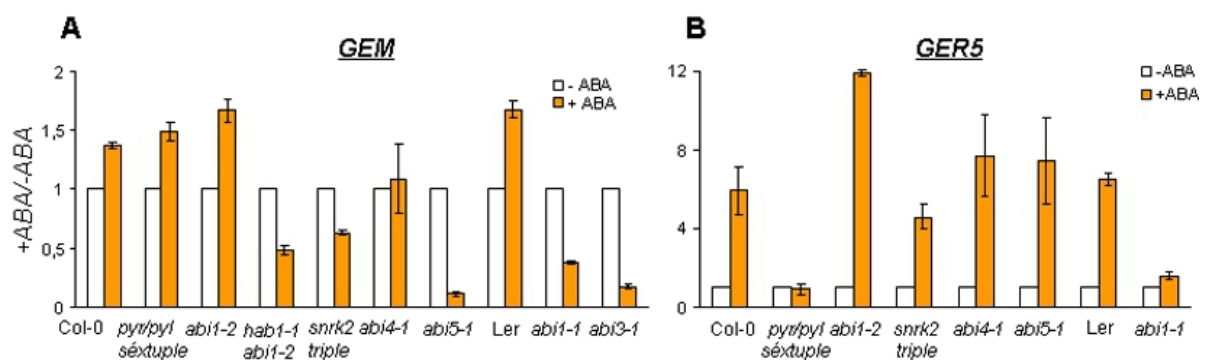 A
GEM
+ABA/-ABA
2
1,5
1
0,5
0
- ABA
+ ABA
Col-0 pyr/pyl abi1-2 hab1-1 snrk2 abi4-1 abi5-1 Ler abi1-1 abi3-1
séxtuple abi1-2 triple
B
GER5
12
8
4
0
-ABA
+ABA
Col-0 pyr/pyl abi1-2 snrk2 abi4-1 abi5-1 Ler abi1-1
séxtuple triple